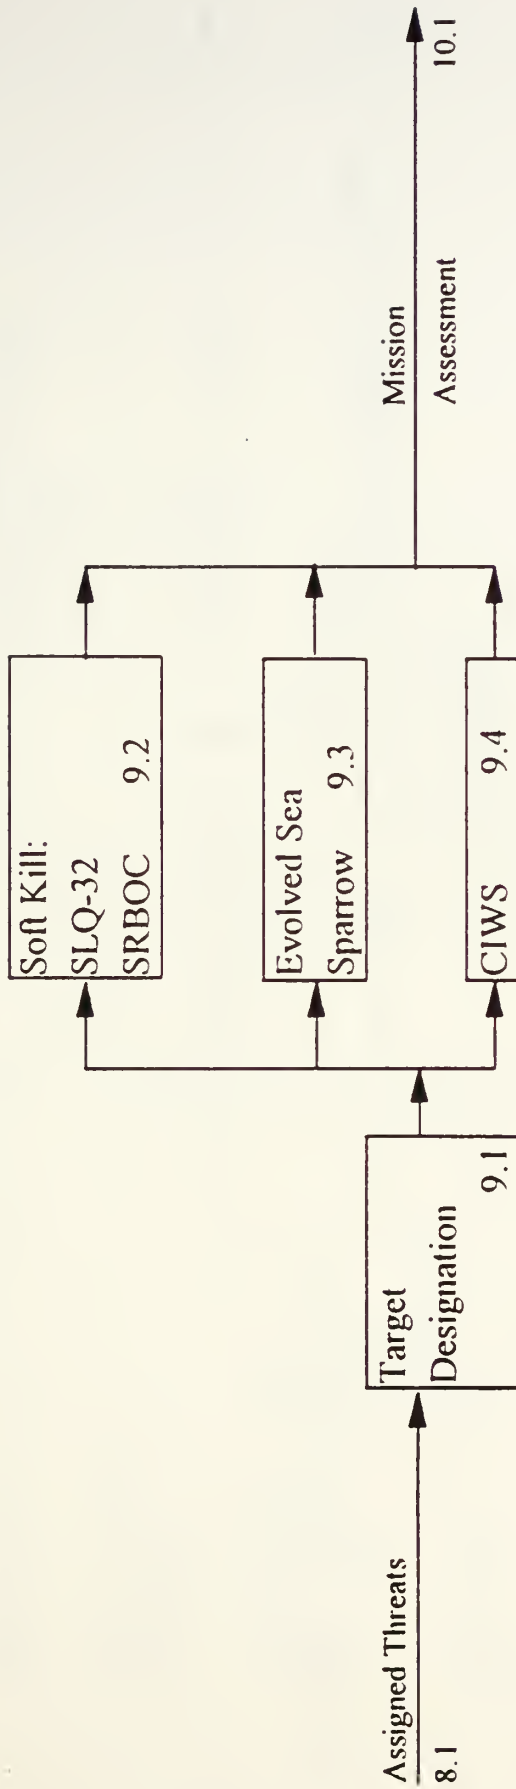 Assigned Threats
8.1
Target
Designation
9.1
Soft Kill:
SLQ-32
SRBOC 9.2
Evolved Sea
Sparrow 9.3
CIWS 9.4
Mission
Assessment
10.1